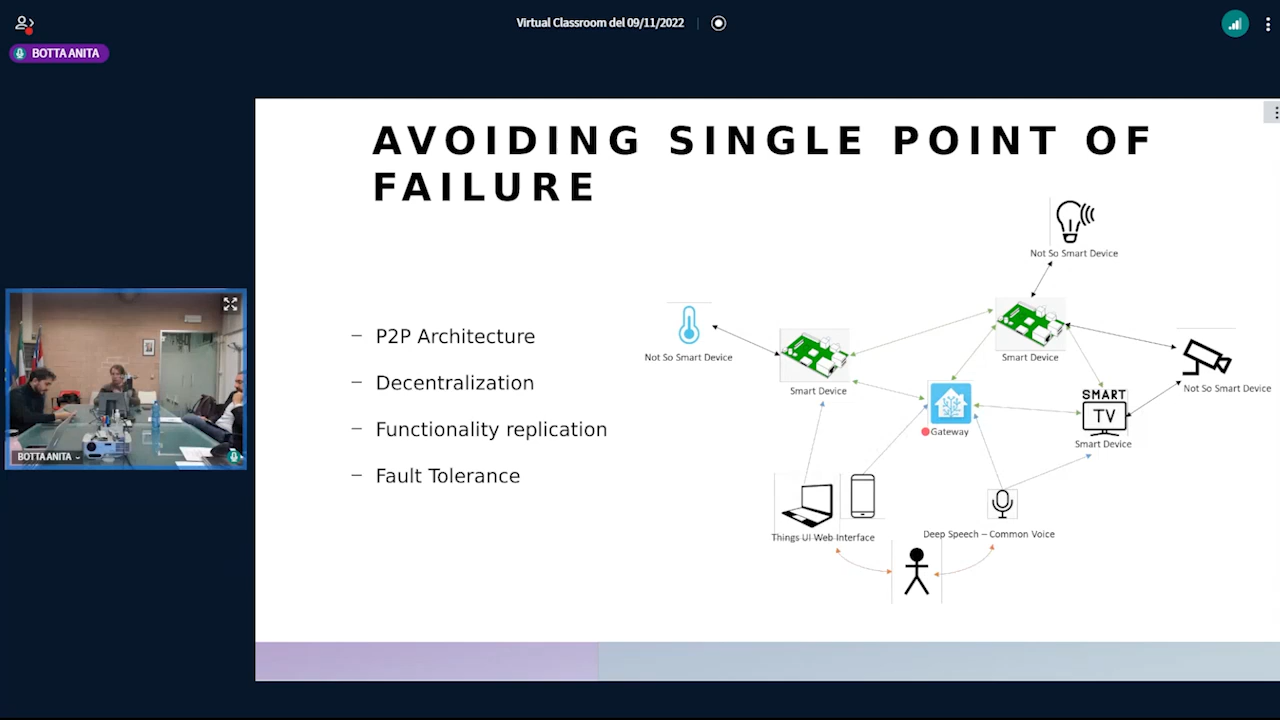 Virtual Classroom del 09/11/2022
BOTTA ANITA
AVOIDING SINGLE POINT OF
FAILURE
– P2P Architecture
– Decentralization
– Functionality replication
– Fault Tolerance
Not So Smart Device
Not So Smart Device
Smart Device
Smart Device
Not So Smart Device
Gateway
SMART
TV
Smart Device
Things UI Web Interface
Deep Speech – Common Voice
BOTTA ANITA